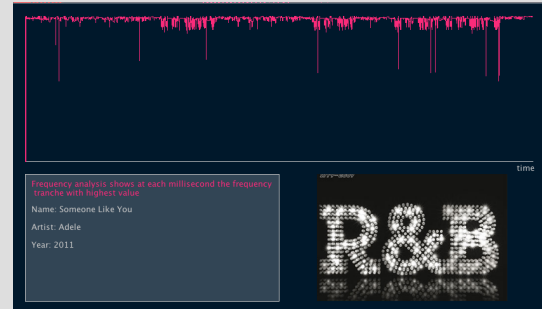 time
Frequency analysis shows at each millisecond the frequency
tranche with highest value
Name: Someone Like You
Artist: Adele
Year: 2011
R&B